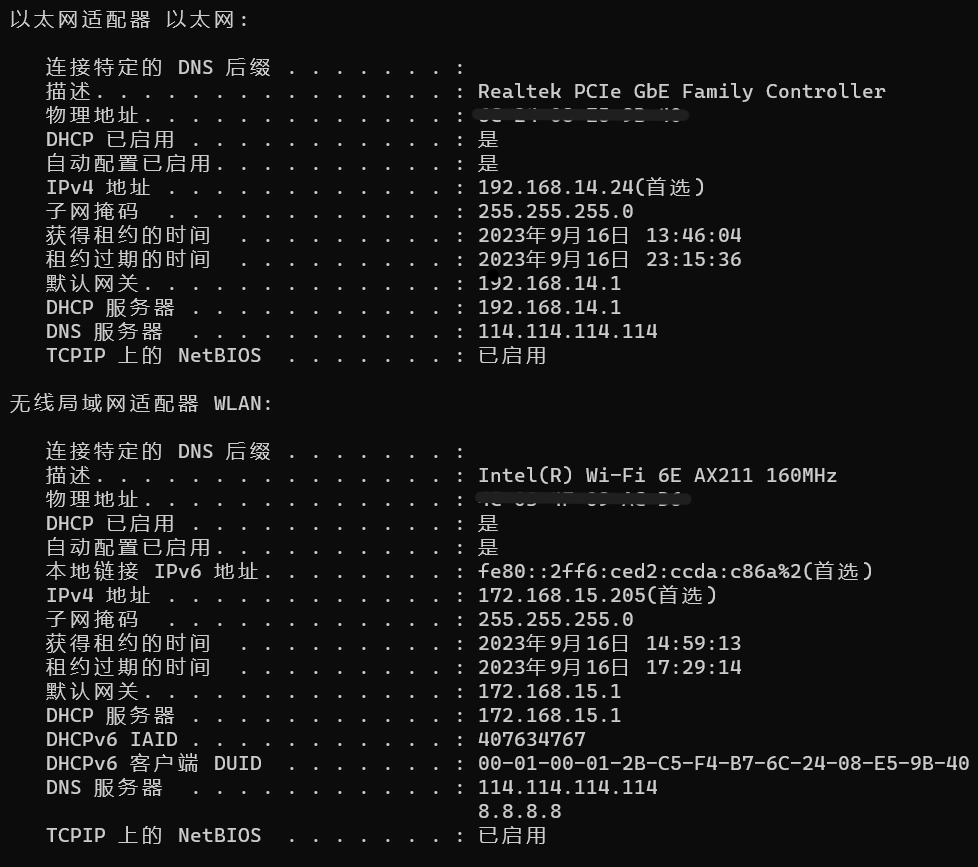 以太网适配器 以太网:
连接特定的 DNS 后缀 . . . . . . . :
描述. . . . . . . . . . . . . . . : Realtek PCIe GbE Family Controller
物理地址. . . . . . . . . . . . . :
DHCP 已启用 . . . . . . . . . . . : 是
自动配置已启用. . . . . . . . . . : 是
IPv4 地址 . . . . . . . . . . . . : 192.168.14.24(首选)
子网掩码  . . . . . . . . . . . . : 255.255.255.0
获得租约的时间  . . . . . . . . . : 2023年9月16日 13:46:04
租约过期的时间  . . . . . . . . . : 2023年9月16日 23:15:36
默认网关. . . . . . . . . . . . . : 192.168.14.1
DHCP 服务器 . . . . . . . . . . . : 192.168.14.1
DNS 服务器  . . . . . . . . . . . : 114.114.114.114
TCPIP 上的 NetBIOS  . . . . . . . : 已启用
无线局域网适配器 WLAN:
连接特定的 DNS 后缀 . . . . . . . :
描述. . . . . . . . . . . . . . . : Intel(R) Wi-Fi 6E AX211 160MHz
物理地址. . . . . . . . . . . . . :
DHCP 已启用 . . . . . . . . . . . : 是
自动配置已启用. . . . . . . . . . : 是
本地链接 IPv6 地址. . . . . . . . : fe80::2ff6:ced2:ccda:c86a%2(首选)
IPv4 地址 . . . . . . . . . . . . : 172.168.15.205(首选)
子网掩码  . . . . . . . . . . . . : 255.255.255.0
获得租约的时间  . . . . . . . . . : 2023年9月16日 14:59:13
租约过期的时间  . . . . . . . . . : 2023年9月16日 17:29:14
默认网关. . . . . . . . . . . . . : 172.168.15.1
DHCP 服务器 . . . . . . . . . . . : 172.168.15.1
DHCPv6 IAID . . . . . . . . . . . : 407634767
DHCPv6 客户端 DUID  . . . . . . . : 00-01-00-01-2B-C5-F4-B7-6C-24-08-E5-9B-40
DNS 服务器  . . . . . . . . . . . : 114.114.114.114
8.8.8.8
TCPIP 上的 NetBIOS  . . . . . . . : 已启用